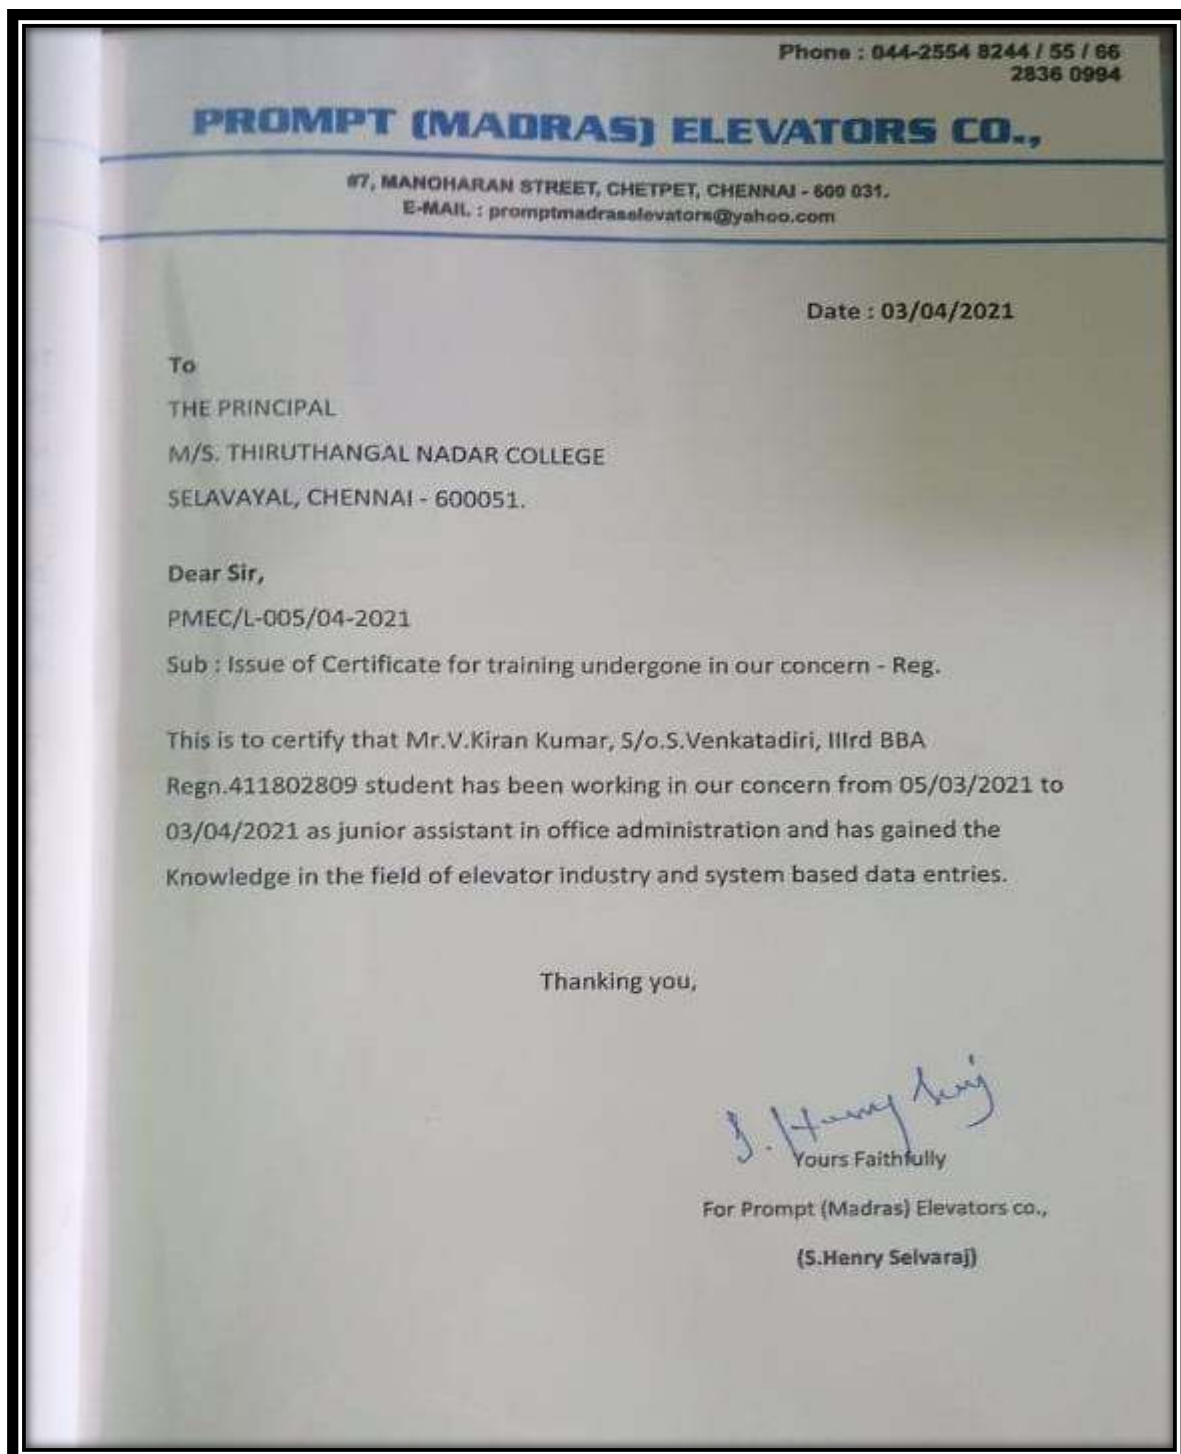 Phone : 044-2554 8244 / 55 / 66
2836 0994
PROMPT (MADRAS) ELEVATORS CO.,
#7, MANOHARAN STREET, CHETPET, CHENNAI - 600 031.
E-MAIL : promptmadraselevators@yahoo.com
Date : 03/04/2021
To
THE PRINCIPAL
M/S. THIRUTHANGAL NADAR COLLEGE
SELAVAYAL, CHENNAI - 600051.
Dear Sir,
PMEC/L-005/04-2021
Sub : Issue of Certificate for training undergone in our concern - Reg.
This is to certify that Mr.V.Kiran Kumar, S/o.S.Venkatadiri, IIIrd BBA
Regn.411802809 student has been working in our concern from 05/03/2021 to
03/04/2021 as junior assistant in office administration and has gained the
Knowledge in the field of elevator industry and system based data entries.
Thanking you,
S. Henry
Yours Faithfully
For Prompt (Madras) Elevators co.,
(S.Henry Selvaraj)